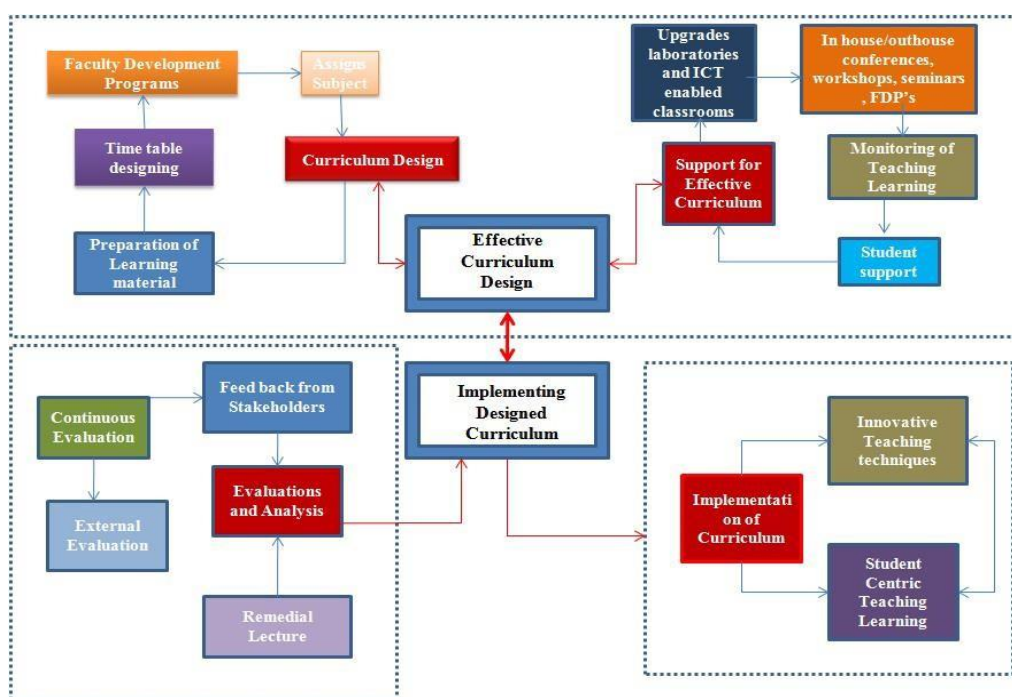 Faculty Development
Programs
Assigns
Subject
Time table
designing
Curriculum Design
Preparation of
Learning
material
Effective
Curriculum
Design
Upgrades
laboratories
and ICT
enabled
classrooms
In house/outhouse
conferences,
workshops, seminars
, FDP's
Support for
Effective
Curriculum
Monitoring of
Teaching
Learning
Student
support
Continuous
Evaluation
Feed back from
Stakeholders
External
Evaluation
Evaluations
and Analysis
Remedial
Lecture
Implementing
Designed
Curriculum
Implementati
on of
Curriculum
Innovative
Teaching
techniques
Student
Centric
Teaching
Learning